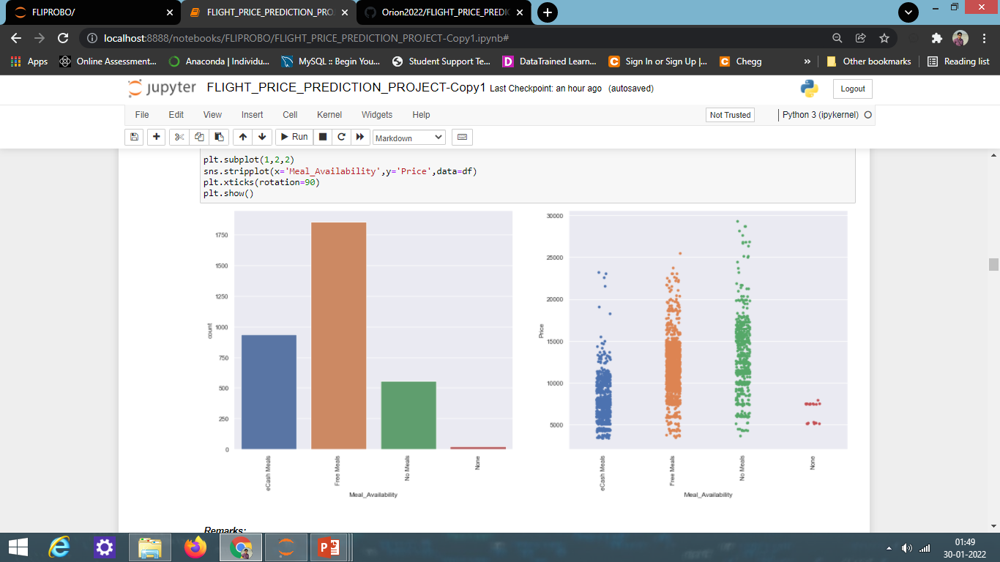 FLIPROBO/
FLIGHT_PRICE_PREDICTION_PRO
Orion2022/FLIGHT_PRICE_PREDIC
localhost:8888/notebooks/FLIPROBO/FLIGHT_PRICE_PREDICTION_PROJECT-Copy1.ipynb#
Apps
Online Assessment...
Anaconda | Individu...
MySQL :: Begin You...
Student Support Te...
D
DataTrained Learn...
C
Sign In or Sign Up |...
C
Chegg
»
Other bookmarks
Reading list
jupyter
FLIGHT_PRICE_PREDICTION_PROJECT-Copy1
Last Checkpoint: an hour ago
(autosaved)
Logout
File
Edit
View
Insert
Cell
Kernel
Widgets
Help
Not Trusted
Python 3 (ipykernel)
Run
Markdown
plt.subplot(1,2,2)
sns.stripplot(x='Meal_Availability',y='Price',data=df)
plt.xticks(rotation=90)
plt.show()
1750
1500
1250
1000
750
500
250
0
count
eCash Meals
Free Meals
No Meals
None
Meal_Availability
30000
25000
20000
15000
10000
5000
Price
eCash Meals
Free Meals
No Meals
None
Meal_Availability
Remarks:
01:49
30-01-2022